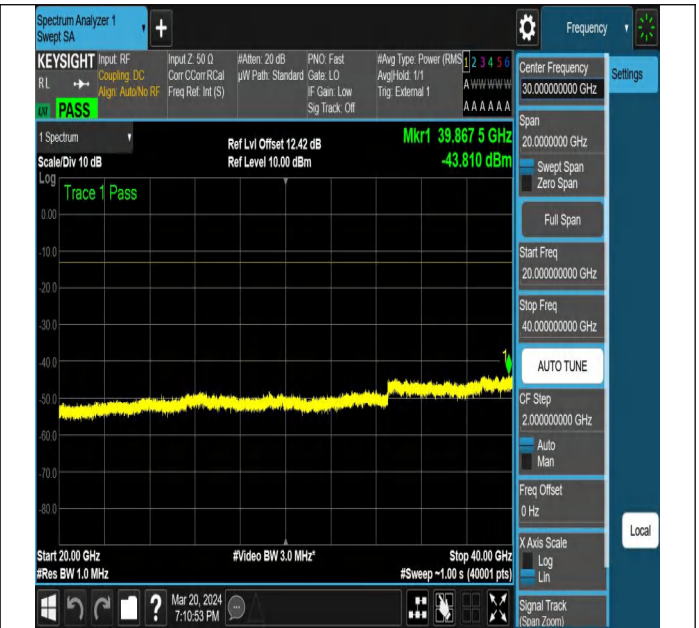 Spectrum Analyzer 1
Swept SA
+
Frequency
KEYSIGHT
RL
PASS
Input: RF
Coupling: DC
Align: Auto/No RF
Input Z: 50 Ω
Corr CCorr RCal
Freq Ref: Int (S)
#Atten: 20 dB
µW Path: Standard
PNO: Fast
Gate: LO
IF Gain: Low
Sig Track: Off
#Avg Type: Power (RMS)
Avg|Hold: 1/1
Trig: External 1
1 2 3 4 5 6
A W W W W W
A A A A A A
1 Spectrum
Scale/Div 10 dB
Ref Lvl Offset 12.42 dB
Ref Level 10.00 dBm
Mkr1 39.867 5 GHz
-43.810 dBm
Log
Trace 1 Pass
0.00
-10.0
-20.0
-30.0
-40.0
-50.0
-60.0
-70.0
-80.0
1
Start 20.00 GHz
#Res BW 1.0 MHz
#Video BW 3.0 MHz*
Stop 40.00 GHz
#Sweep ~1.00 s (40001 pts)
Mar 20, 2024
7:10:53 PM
Center Frequency
30.00000000 GHz
Settings
Span
20.0000000 GHz
Swept Span
Zero Span
Full Span
Start Freq
20.000000000 GHz
Stop Freq
40.000000000 GHz
AUTO TUNE
CF Step
2.000000000 GHz
Auto
Man
Freq Offset
0 Hz
X Axis Scale
Log
Lin
Local
Signal Track
(Span Zoom)